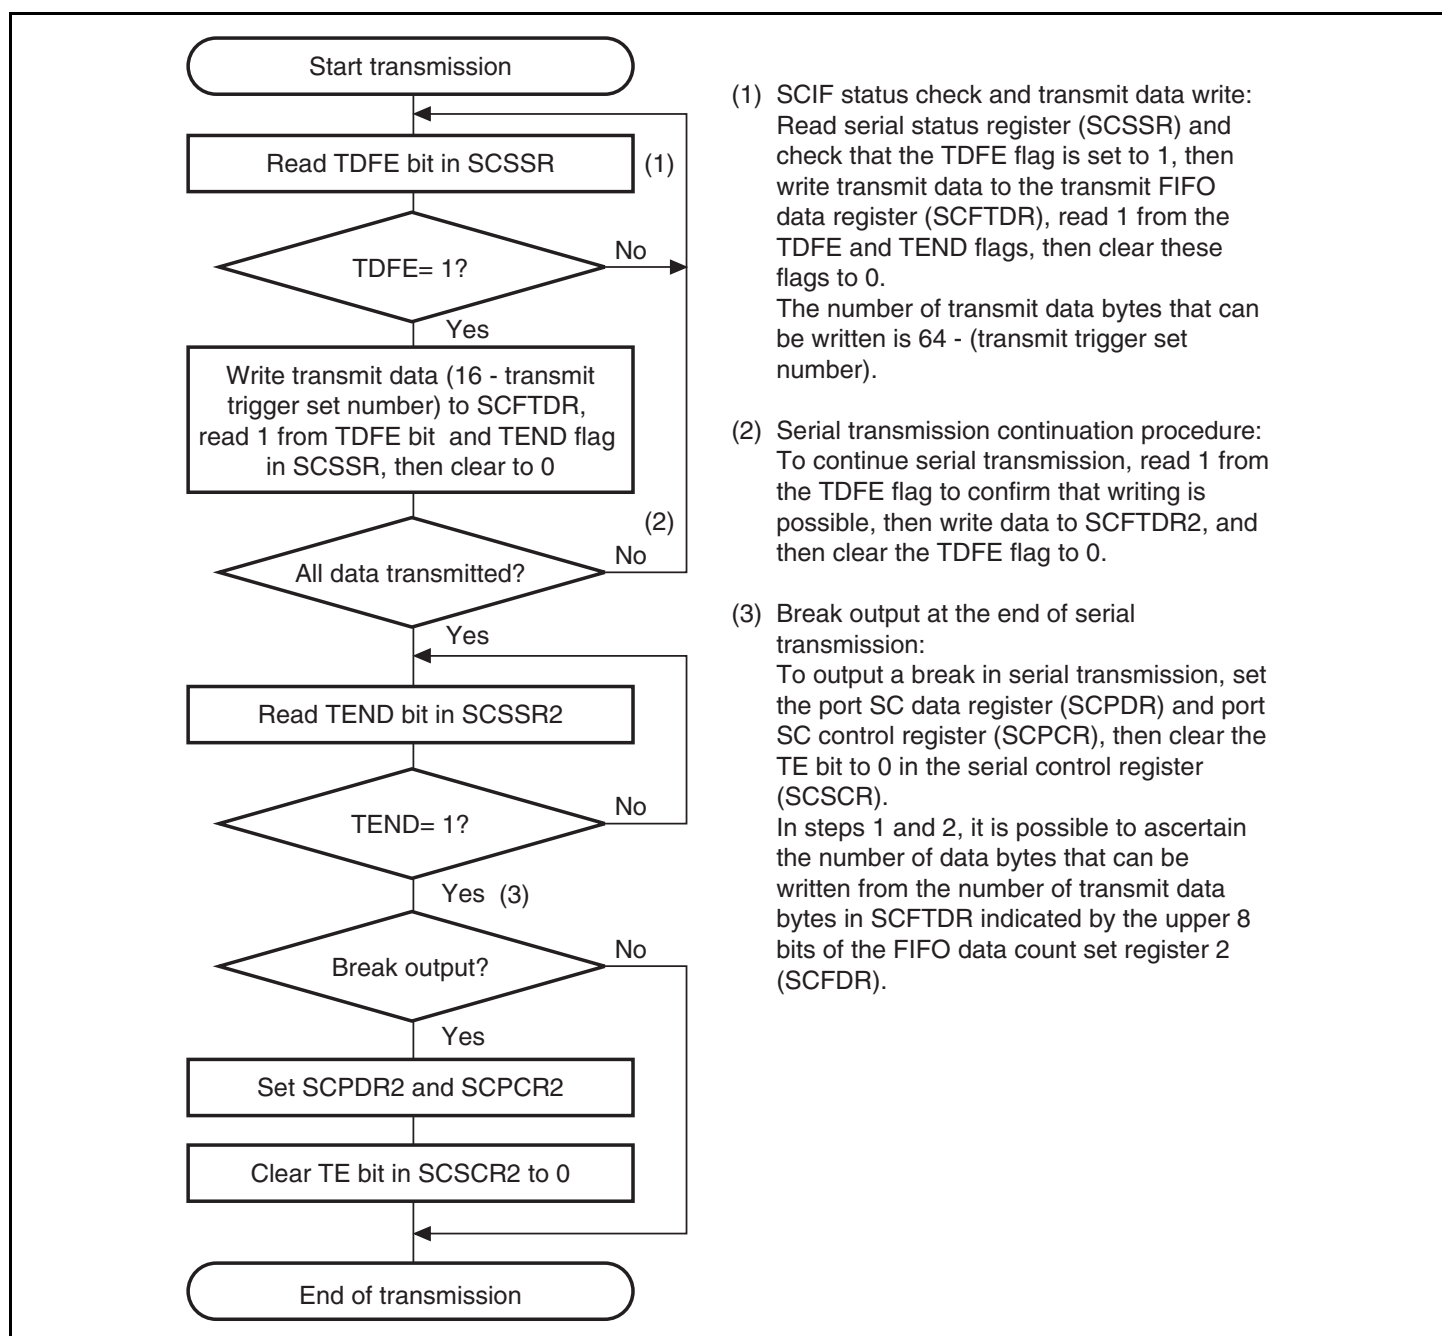 Start transmission
Read TDFE bit in SCSSR
(1)
TDFE= 1?
No
Yes
Write transmit data (16 - transmit
trigger set number) to SCFTDR,
read 1 from TDFE bit  and TEND flag
in SCSSR, then clear to 0
(2)
All data transmitted?
No
Yes
Read TEND bit in SCSSR2
TEND= 1?
No
Yes (3)
Break output?
No
Yes
Set SCPDR2 and SCPCR2
Clear TE bit in SCSCR2 to 0
End of transmission
(1) SCIF status check and transmit data write:
Read serial status register (SCSSR) and
check that the TDFE flag is set to 1, then
write transmit data to the transmit FIFO
data register (SCFTDR), read 1 from the
TDFE and TEND flags, then clear these
flags to 0.
The number of transmit data bytes that can
be written is 64 - (transmit trigger set
number).
(2) Serial transmission continuation procedure:
To continue serial transmission, read 1 from
the TDFE flag to confirm that writing is
possible, then write data to SCFTDR2, and
then clear the TDFE flag to 0.
(3) Break output at the end of serial
transmission:
To output a break in serial transmission, set
the port SC data register (SCPDR) and port
SC control register (SCPCR), then clear the
TE bit to 0 in the serial control register
(SCSCR).
In steps 1 and 2, it is possible to ascertain
the number of data bytes that can be
written from the number of transmit data
bytes in SCFTDR indicated by the upper 8
bits of the FIFO data count set register 2
(SCFDR).